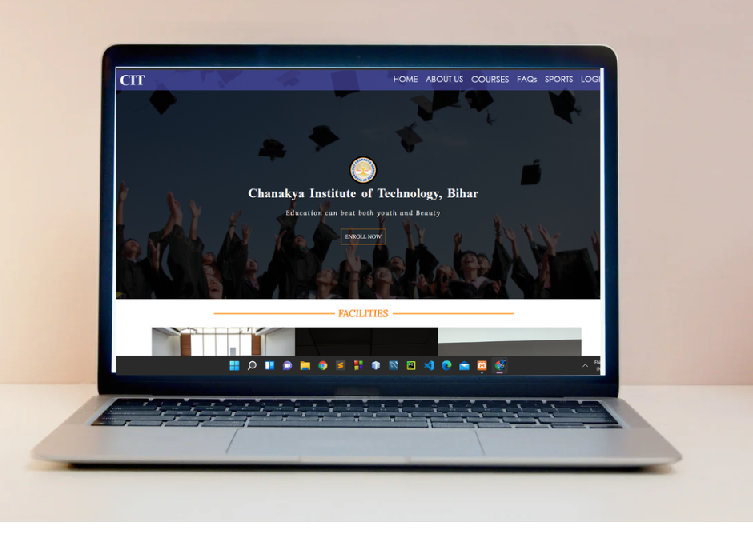 CIT
HOME ABOUT US COURSES FAQs SPORTS LOGI
Chanakya Institute of Technology, Bihar
Education can beat both youth and Beauty
ENROLL NOW
FACILITIES